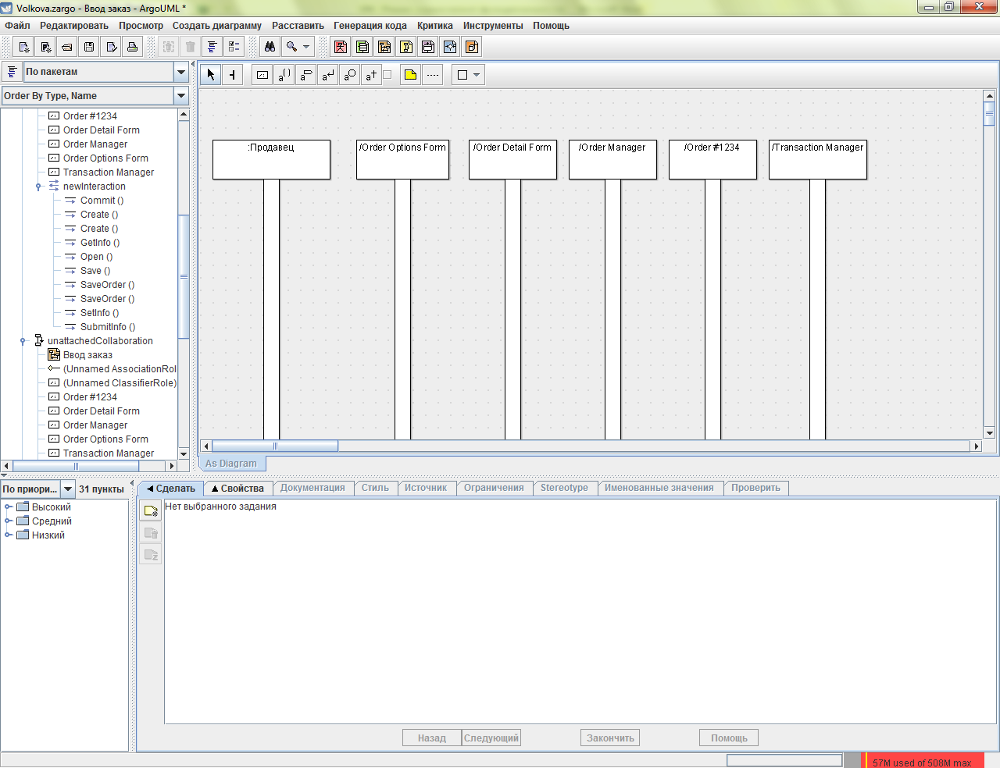 Volkova.zargo - Ввод заказ - ArgoUML *
Файл Редактировать Просмотр Создать диаграмму Расставить Генерация кода Критика Инструменты Помощь
По пакетам
Order By Type, Name
Order #1234
Order Detail Form
Order Manager
Order Options Form
Transaction Manager
newInteraction
Commit ()
Create ()
Create ()
GetInfo ()
Open ()
Save ()
SaveOrder ()
SaveOrder ()
SetInfo ()
SubmitInfo ()
unattachedCollaboration
Ввод заказ
(Unnamed AssociationRol
(Unnamed ClassifierRole)
Order #1234
Order Detail Form
Order Manager
Order Options Form
Transaction Manager
:Продавец /Order Options Form /Order Detail Form /Order Manager /Order #1234 /Transaction Manager
As Diagram
По приори... 31 пункты
Высокий
Средний
Низкий
Сделать Свойства Документация Стиль Источник Ограничения Stereotype Именованные значения Проверить
Нет выбранного задания
Назад Следующий Закончить Помощь
57M used of 508M max